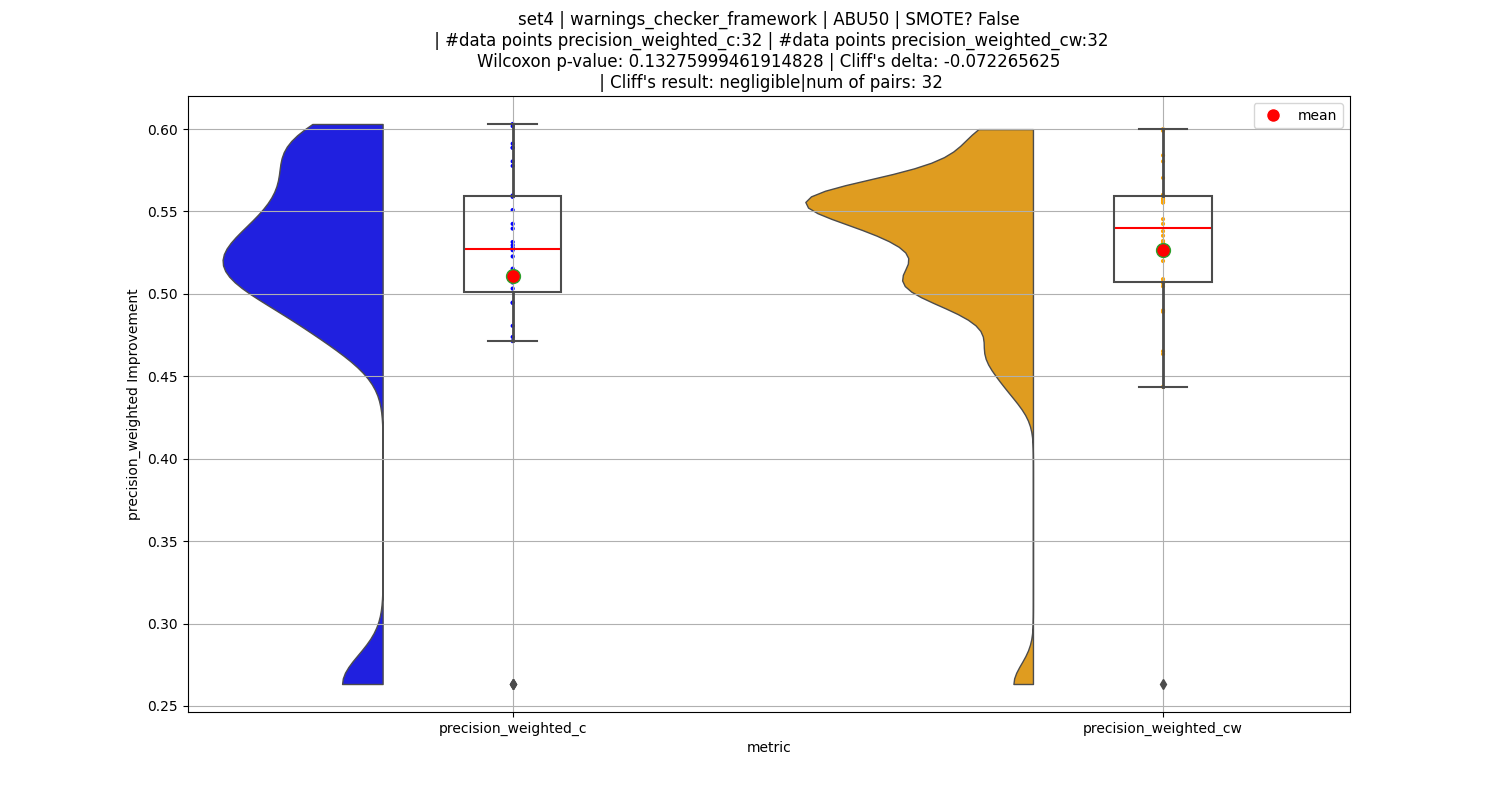 set4 | warnings_checker_framework | ABU50 | SMOTE? False
| #data points precision_weighted_c:32 | #data points precision_weighted_cw:32
Wilcoxon p-value: 0.13275999461914828 | Cliff's delta: -0.072265625
| Cliff's result: negligible|num of pairs: 32
mean
precision_weighted Improvement
0.60
0.55
0.50
0.45
0.40
0.35
0.30
0.25
precision_weighted_c
precision_weighted_cw
metric